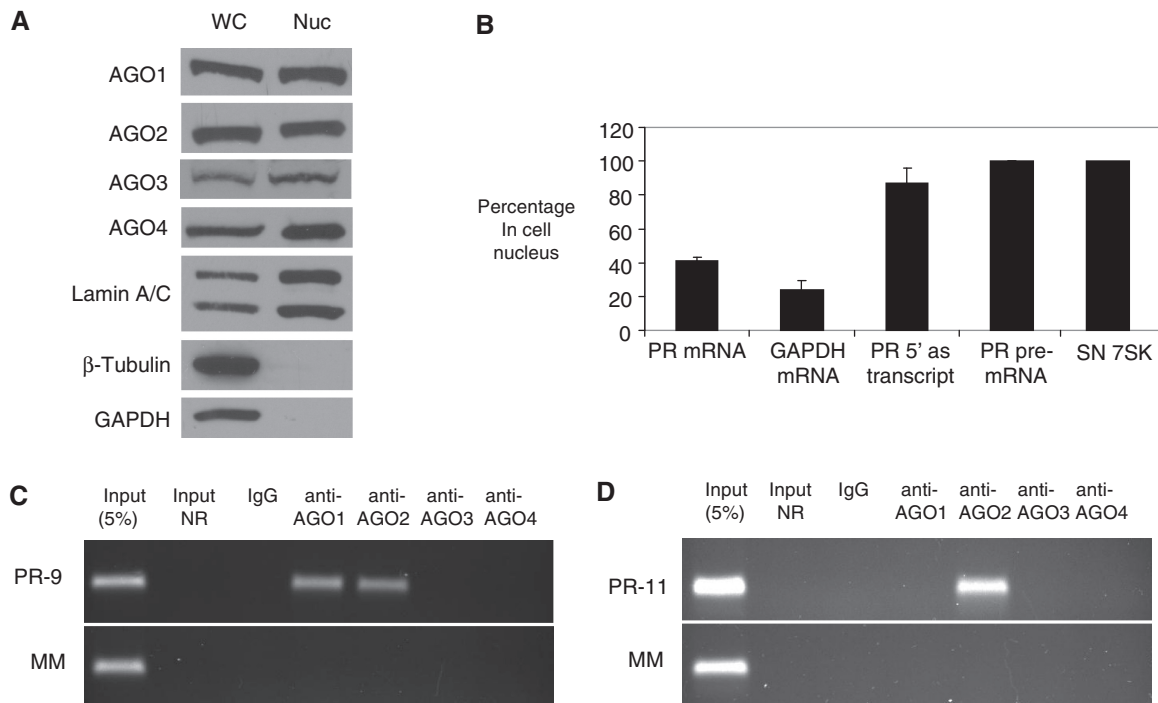 A
WC Nuc
AGO1
AGO2
AGO3
AGO4
Lamin A/C
β-Tubulin
GAPDH
B
Percentage
In cell
nucleus
120
100
80
60
40
20
0
PR mRNA
GAPDH
mRNA
PR 5’ as
transcript
PR pre-
mRNA
SN 7SK
C
Input
(5%)
Input
NR
IgG
anti-
AGO1
anti-
AGO2
anti-
AGO3
anti-
AGO4
PR-9
MM
D
Input
(5%)
Input
NR
IgG
anti-
AGO1
anti-
AGO2
anti-
AGO3
anti-
AGO4
PR-11
MM